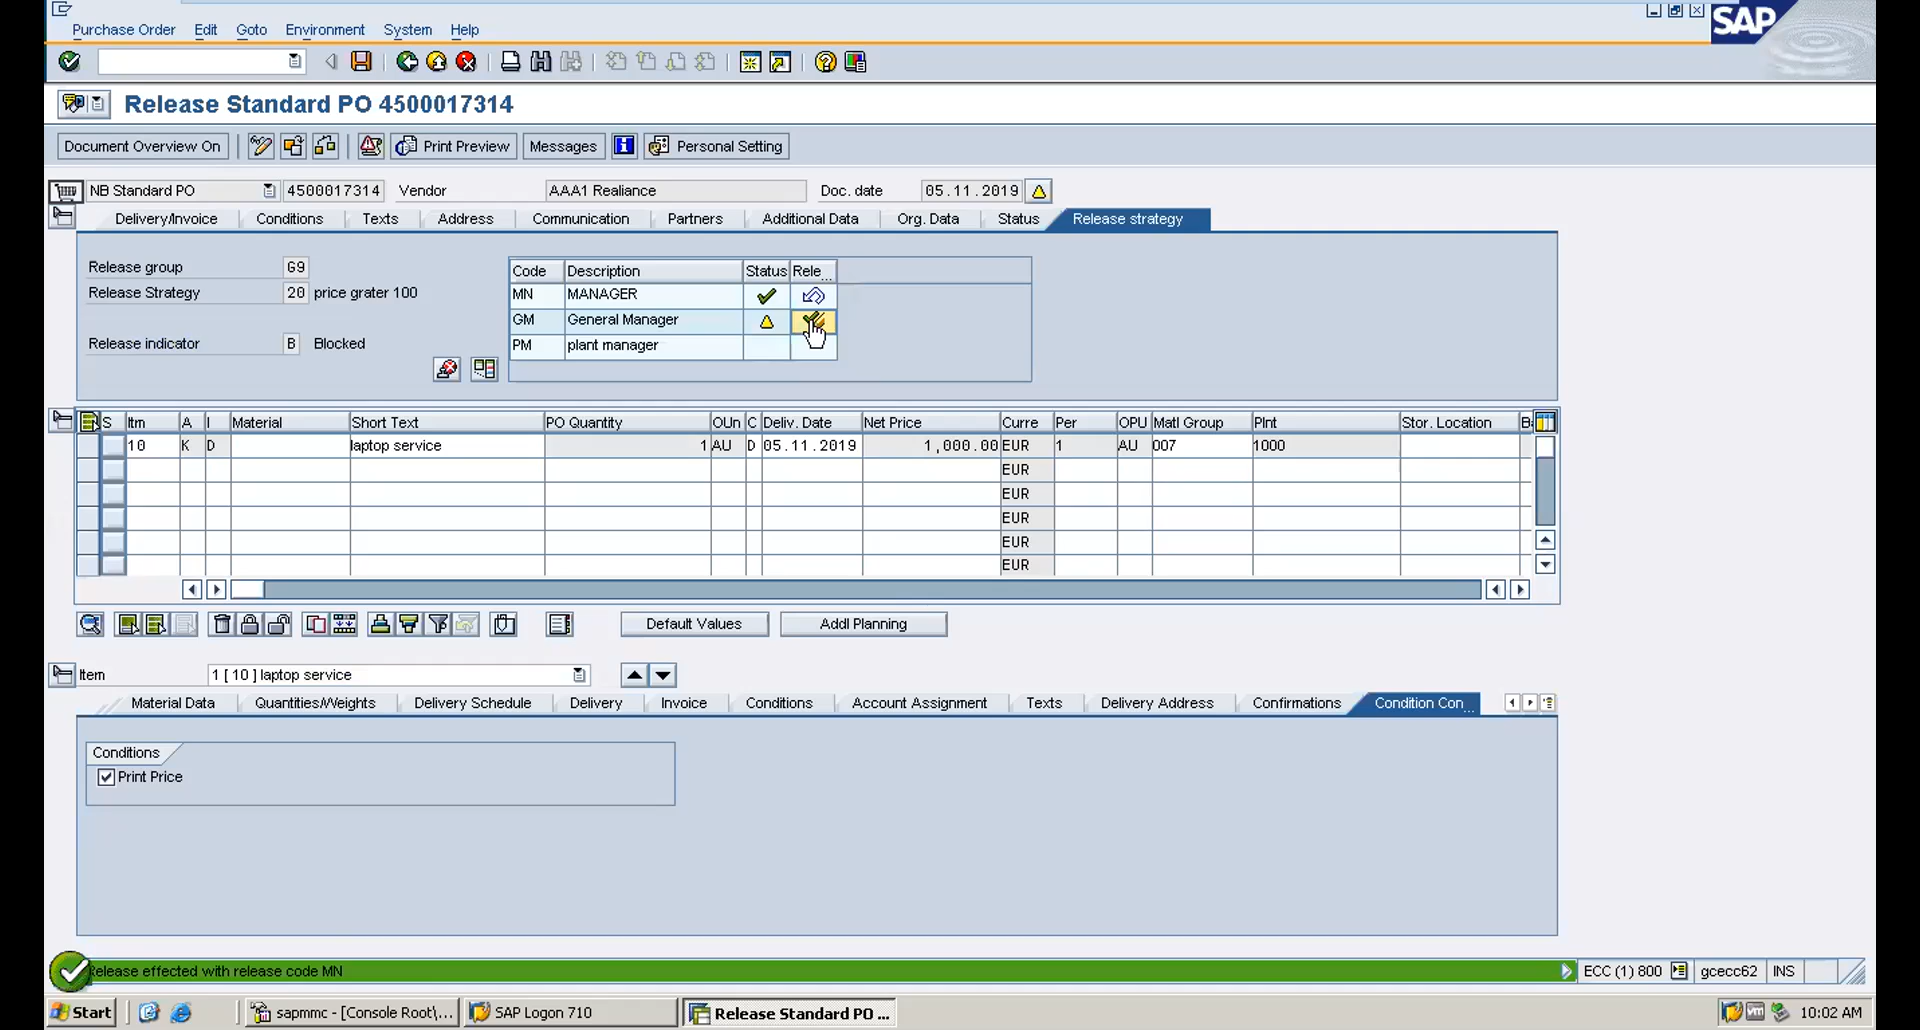 Purchase Order Edit Goto Environment System Help
SAP
Release Standard PO 4500017314
Document Overview On Print Preview Messages Personal Setting
NB Standard PO 4500017314 Vendor AAA1 Realiance Doc. date 05.11.2019
Delivery/Invoice Conditions Texts Address Communication Partners Additional Data Org. Data Status Release strategy
Release group G9
Release Strategy 20 price grater 100
Release indicator B Blocked
Code Description Status Rele...
MN MANAGER
GM General Manager
PM plant manager
S Itm A I Material Short Text PO Quantity OUn C Deliv. Date Net Price Curre Per OPU Matl Group Plnt Stor. Location
10 K D laptop service 1 AU D 05.11.2019 1,000.00 EUR 1 AU 007 1000
EUR
EUR
EUR
EUR
EUR
Default Values Addl Planning
Item 1 [ 10 ] laptop service
Material Data Quantities/Weights Delivery Schedule Delivery Invoice Conditions Account Assignment Texts Delivery Address Confirmations Condition Con...
Conditions
Print Price
Release effected with release code MN ECC (1) 800 gcecc62 INS
Start sapmmc - [Console Root\... SAP Logon 710 Release Standard PO ... 10:02 AM